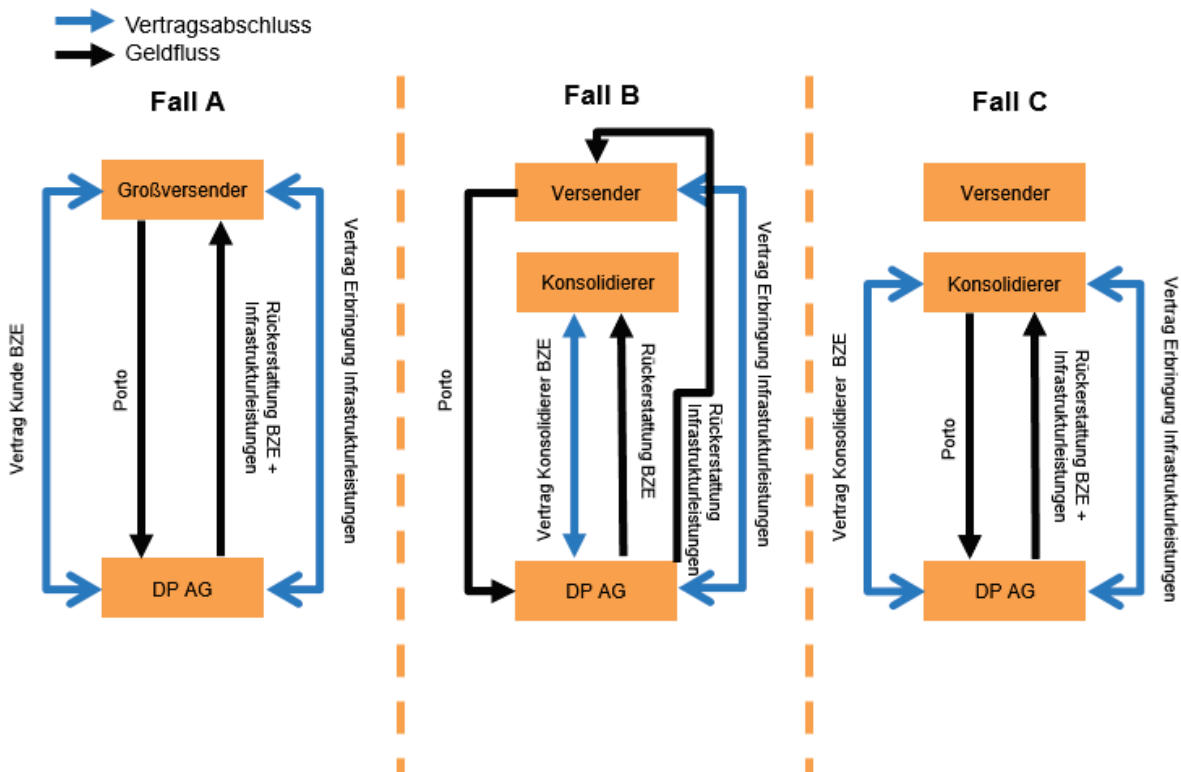 Vertragsabschluss
Geldfluss
Fall A
Großversender
Vertrag Kunde BZE
Porto
Rückerstattung BZE +
Infrastrukturleistungen
Vertrag Erbringung Infrastrukturleistungen
DP AG
Fall B
Versender
Konsolidierer
Porto
Vertrag Konsolidierer BZE
Rückerstattung BZE
Rückerstattung
Infrastrukturleistungen
Vertrag Erbringung Infrastrukturleistungen
DP AG
Fall C
Versender
Konsolidierer
Vertrag Konsolidierer BZE
Porto
Rückerstattung BZE +
Infrastrukturleistungen
Vertrag Erbringung Infrastrukturleistungen
DP AG